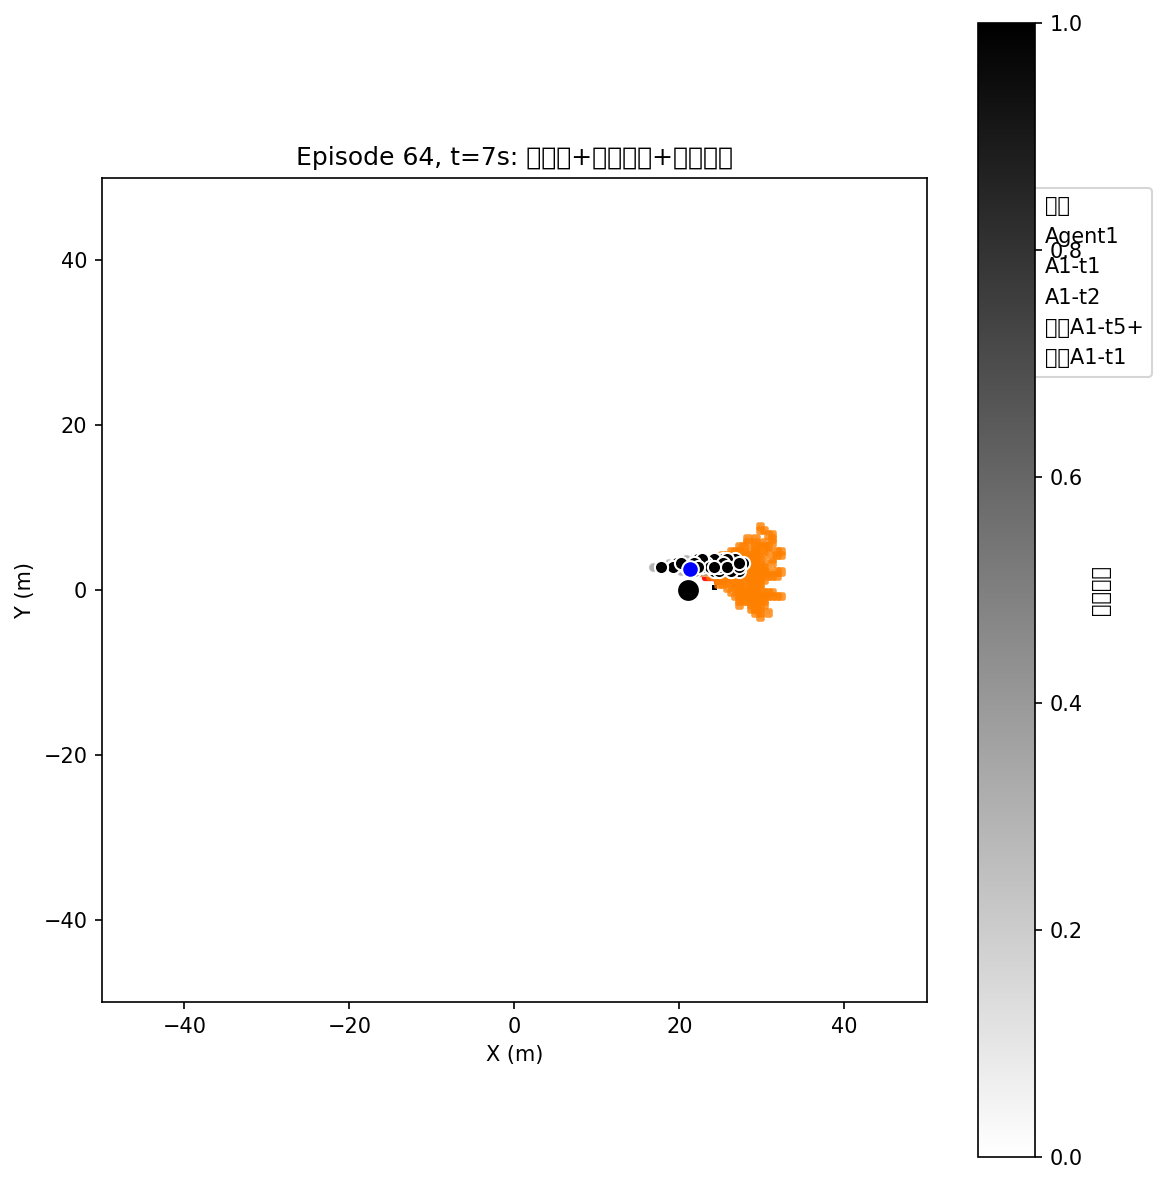 Episode 64, t=7s: □□□+□□□□+□□□□
40
20
0
−20
−40
Y (m)
−40
−20
0
20
40
X (m)
1.0
0.8
0.6
0.4
0.2
0.0
□□□□
□□
Agent1
A1-t1
A1-t2
□□A1-t5+
□□A1-t1